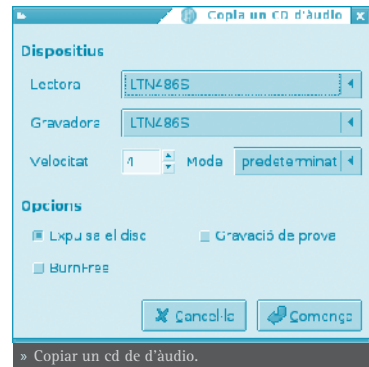 Copia un CD d'àudio
Dispositius
Lectora LTN486S
Gravadora LTN486S
Velocitat 4 Mode predeterminat
Opcions
Expulsa el disc Gravació de prova
BurnFree
Cancel·la Comença
» Copiar un cd de d'àudio.